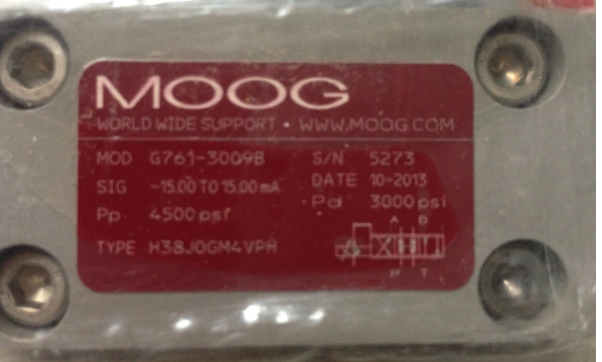 MOOG
WORLD WIDE SUPPORT • WWW.MOOG.COM
MOD G761-3009B S/N 5273
SIG -15.00 TO 15.00 mA DATE 10-2013
Pp 4500 psi Pd 3000 psi
A B
TYPE H38JOGM4VPH
P T